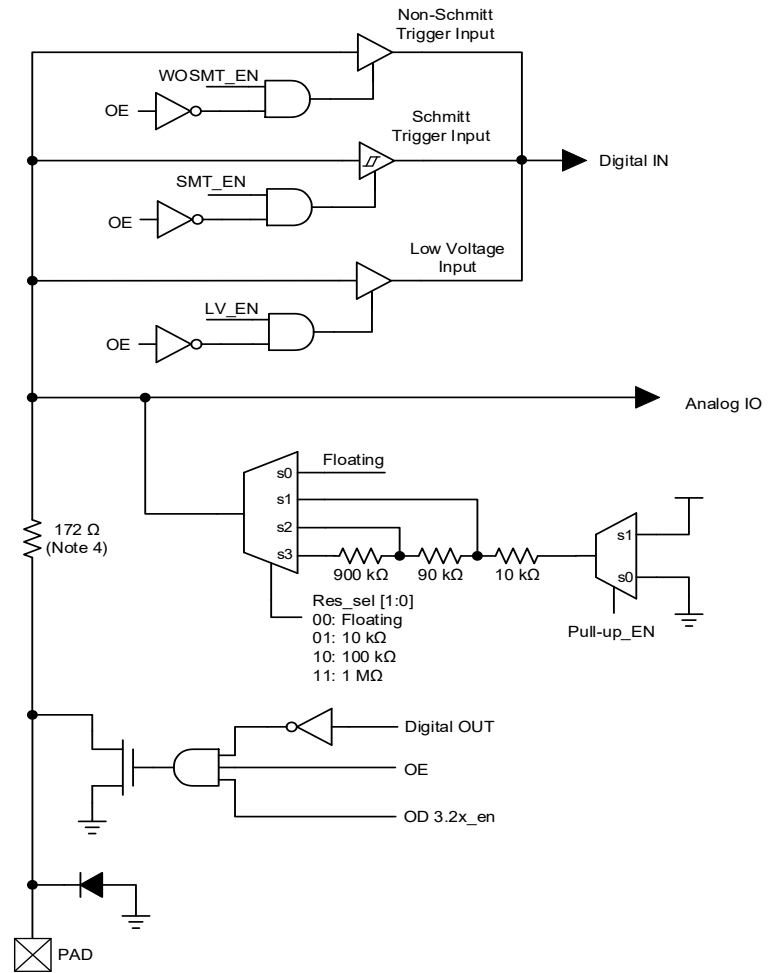 Non-Schmitt
Trigger Input
WOSMT_EN
OE
Schmitt
Trigger Input
Digital IN
SMT_EN
OE
Low Voltage
Input
LV_EN
OE
Analog IO
Floating
s0
s1
s2
s3
172 Ω
(Note 4)
900 kΩ
90 kΩ
10 kΩ
s1
s0
Res_sel [1:0]
00: Floating
01: 10 kΩ
10: 100 kΩ
11: 1 MΩ
Pull-up_EN
Digital OUT
OE
OD 3.2x_en
PAD